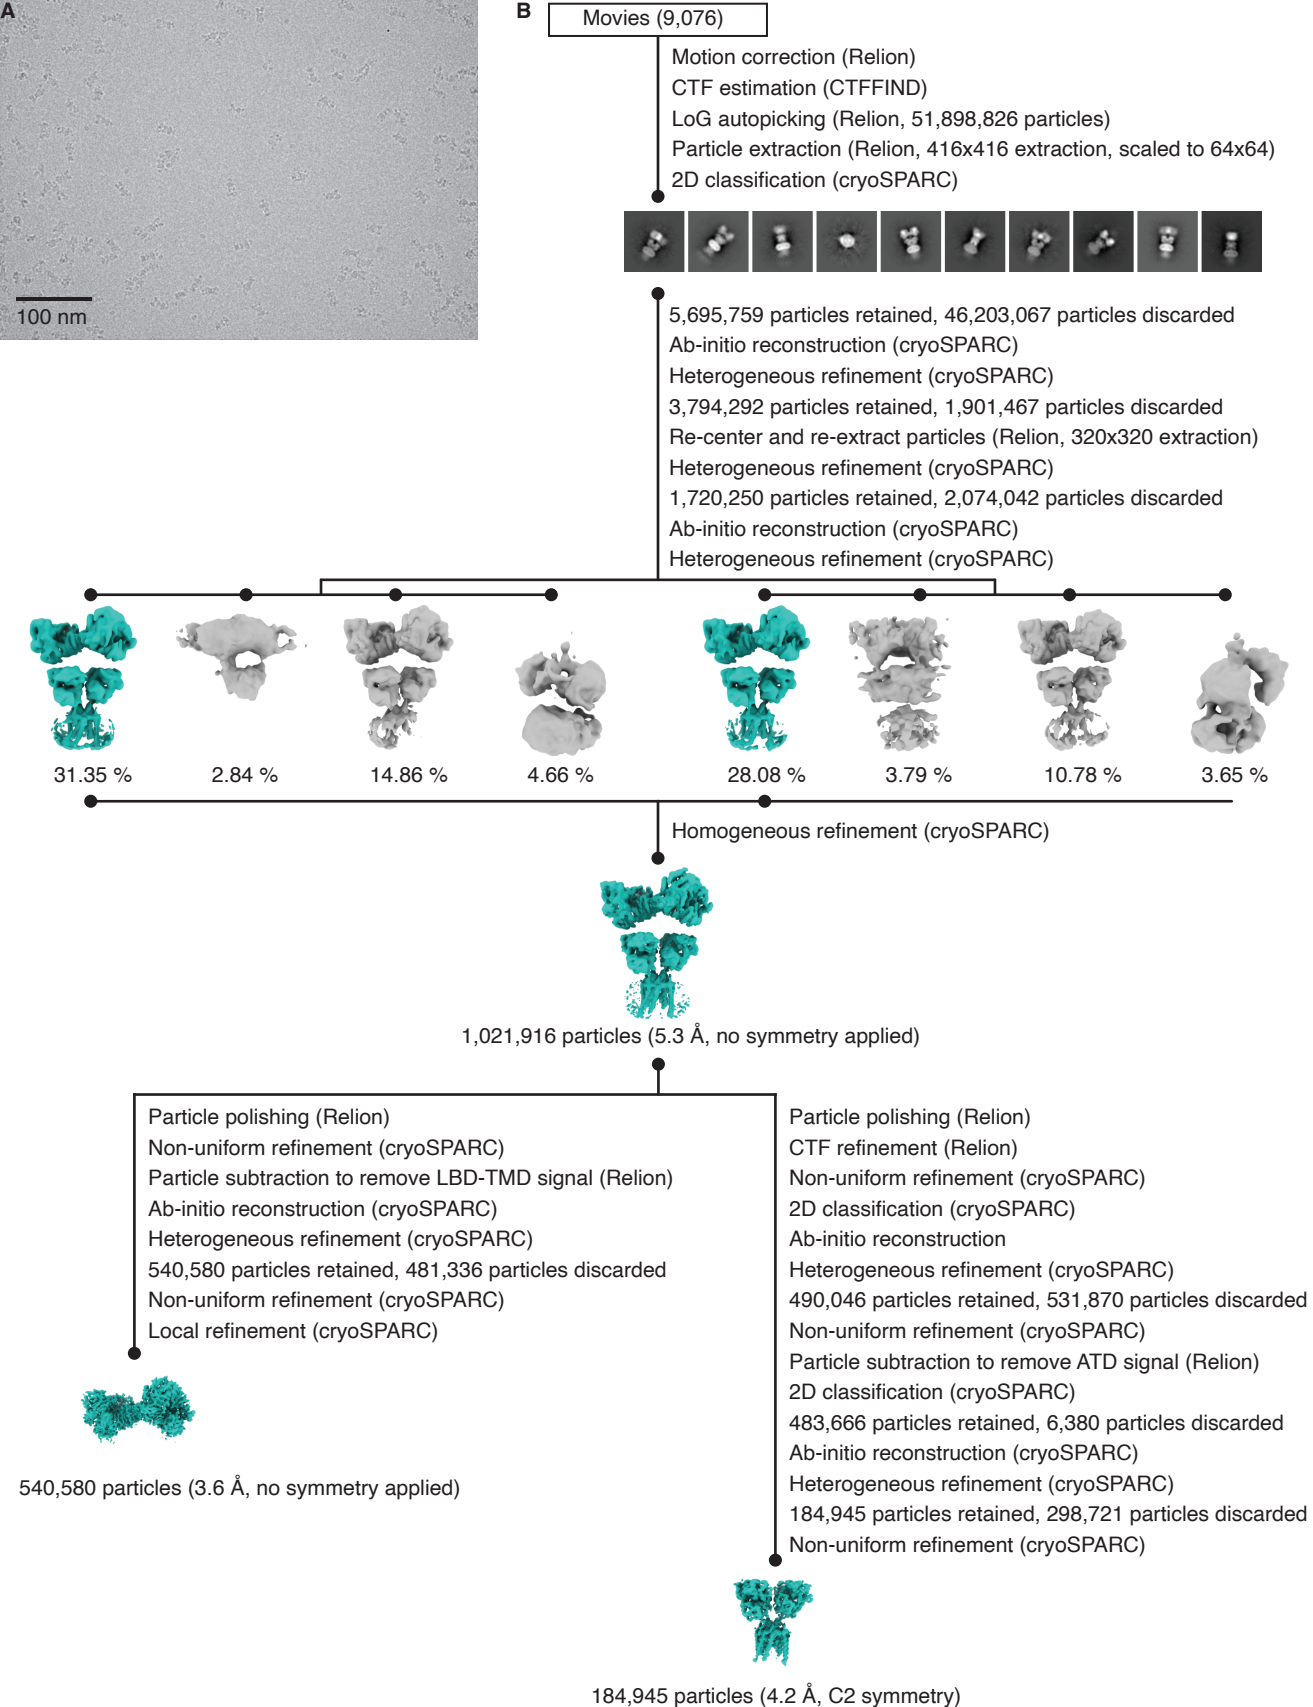 A
100 nm
B
Movies (9,076)
Motion correction (Relion)
CTF estimation (CTFFIND)
LoG autopicking (Relion, 51,898,826 particles)
Particle extraction (Relion, 416x416 extraction, scaled to 64x64)
2D classification (cryoSPARC)
5,695,759 particles retained, 46,203,067 particles discarded
Ab-initio reconstruction (cryoSPARC)
Heterogeneous refinement (cryoSPARC)
3,794,292 particles retained, 1,901,467 particles discarded
Re-center and re-extract particles (Relion, 320x320 extraction)
Heterogeneous refinement (cryoSPARC)
1,720,250 particles retained, 2,074,042 particles discarded
Ab-initio reconstruction (cryoSPARC)
Heterogeneous refinement (cryoSPARC)
31.35 % 2.84 % 14.86 % 4.66 % 28.08 % 3.79 % 10.78 % 3.65 %
Homogeneous refinement (cryoSPARC)
1,021,916 particles (5.3 Å, no symmetry applied)
Particle polishing (Relion)
Non-uniform refinement (cryoSPARC)
Particle subtraction to remove LBD-TMD signal (Relion)
Ab-initio reconstruction (cryoSPARC)
Heterogeneous refinement (cryoSPARC)
540,580 particles retained, 481,336 particles discarded
Non-uniform refinement (cryoSPARC)
Local refinement (cryoSPARC)
540,580 particles (3.6 Å, no symmetry applied)
Particle polishing (Relion)
CTF refinement (Relion)
Non-uniform refinement (cryoSPARC)
2D classification (cryoSPARC)
Ab-initio reconstruction
Heterogeneous refinement (cryoSPARC)
490,046 particles retained, 531,870 particles discarded
Non-uniform refinement (cryoSPARC)
Particle subtraction to remove ATD signal (Relion)
2D classification (cryoSPARC)
483,666 particles retained, 6,380 particles discarded
Ab-initio reconstruction (cryoSPARC)
Heterogeneous refinement (cryoSPARC)
184,945 particles retained, 298,721 particles discarded
Non-uniform refinement (cryoSPARC)
184,945 particles (4.2 Å, C2 symmetry)